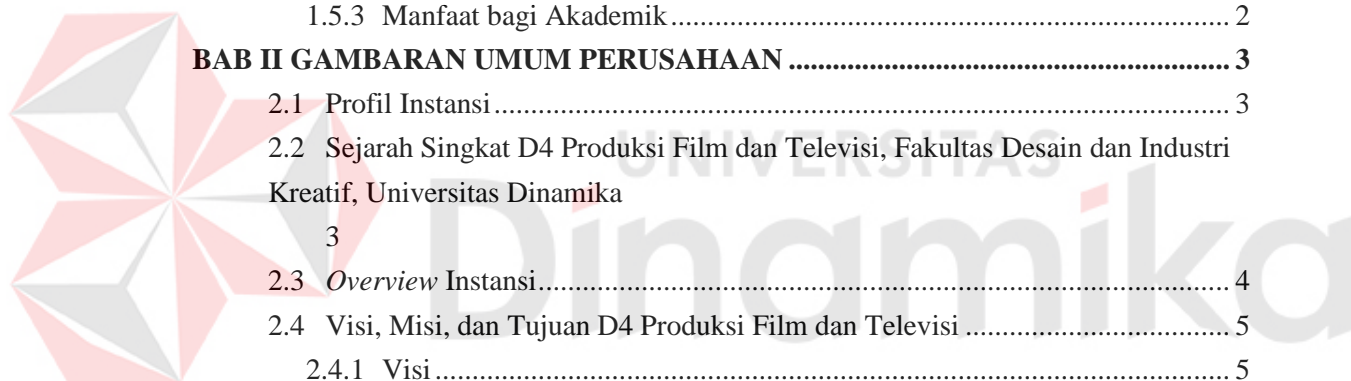 1.5.3 Manfaat bagi Akademik........................................................................................ 2
BAB II GAMBARAN UMUM PERUSAHAAN ..................................................................... 3
2.1 Profil Instansi.................................................................................................................... 3
2.2 Sejarah Singkat D4 Produksi Film dan Televisi, Fakultas Desain dan Industri
Kreatif, Universitas Dinamika
3
UNIVERSITAS
Dinamika
2.3 Overview Instansi............................................................................................................. 4
2.4 Visi, Misi, dan Tujuan D4 Produksi Film dan Televisi .......................................... 5
2.4.1 Visi............................................................................................................................ 5